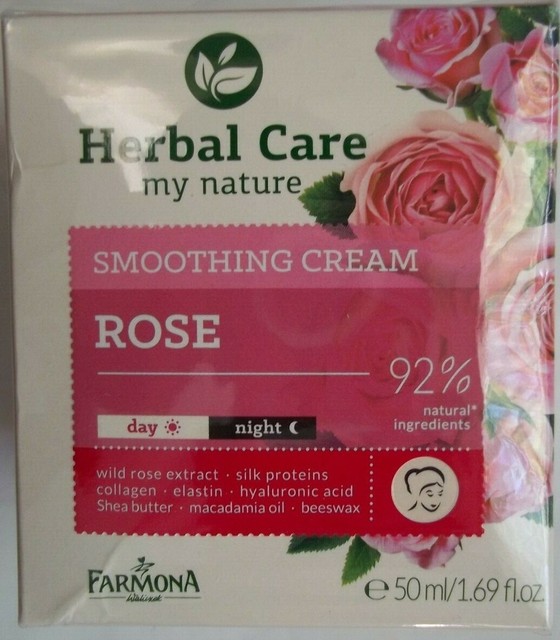 Herbal Care
my nature
SMOOTHING CREAM
ROSE
92%
natural*
ingredients
day night
wild rose extract · silk proteins
collagen · elastin · hyaluronic acid
Shea butter · macadamia oil · beeswax
FARMONA
℮ 50 ml/1.69 fl.oz.